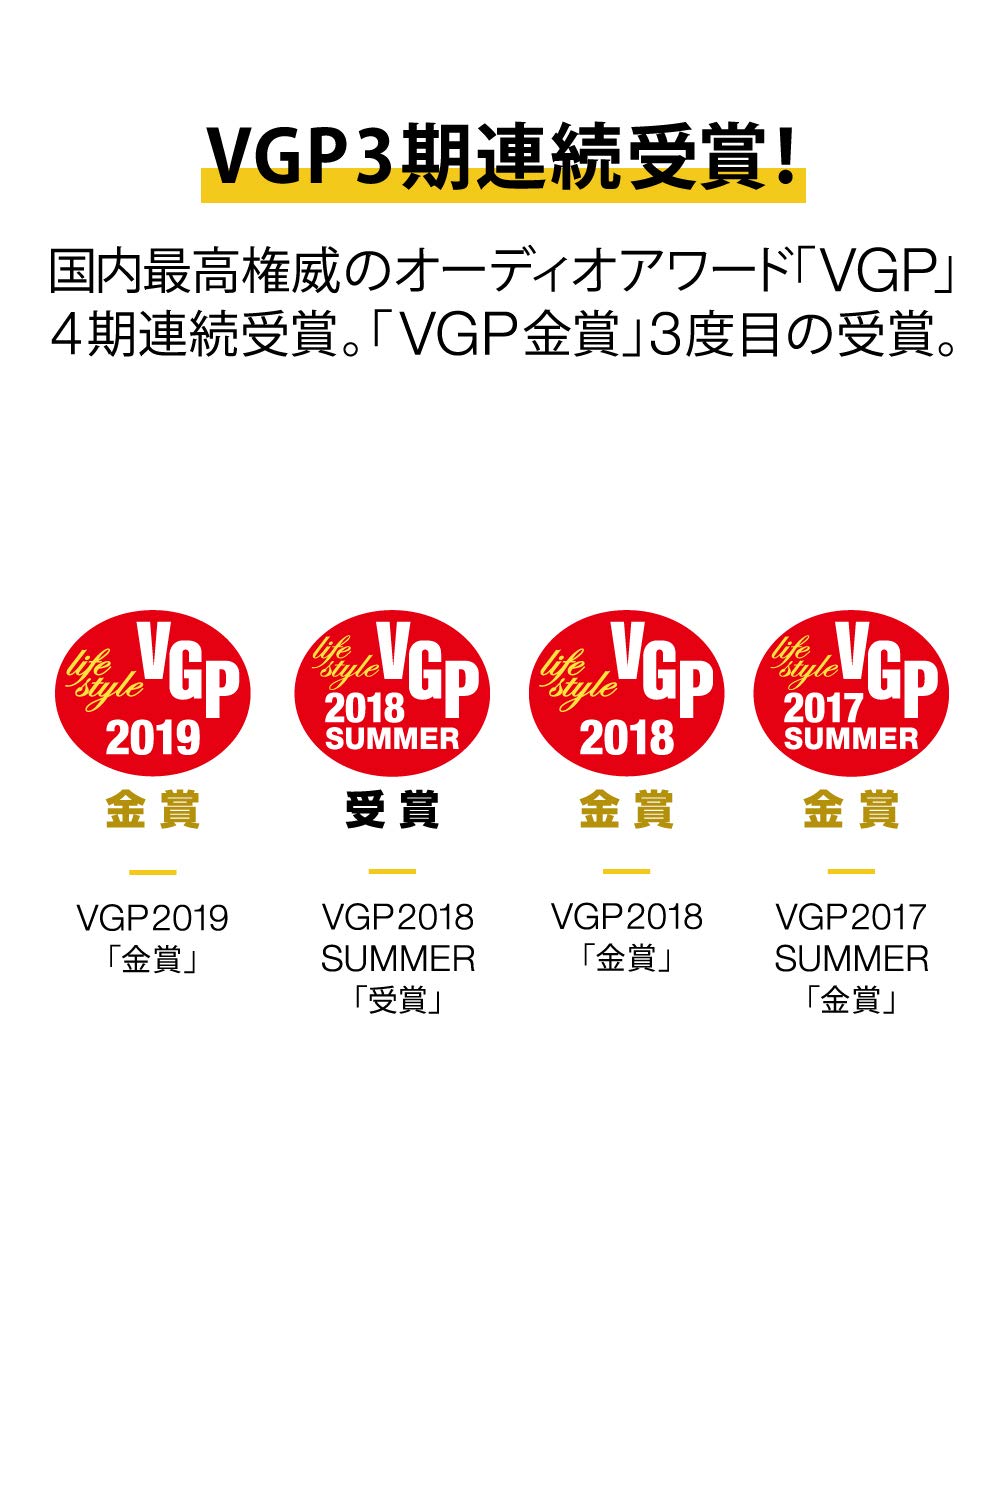 VGP3期連続受賞!
国内最高権威のオーディオアワード「VGP」
4期連続受賞。「VGP金賞」3度目の受賞。
life style VGP 2019
life style VGP 2018 SUMMER
life style VGP 2018
life style VGP 2017 SUMMER
金賞
受賞
金賞
金賞
VGP2019
「金賞」
VGP2018
SUMMER
「受賞」
VGP2018
「金賞」
VGP2017
SUMMER
「金賞」